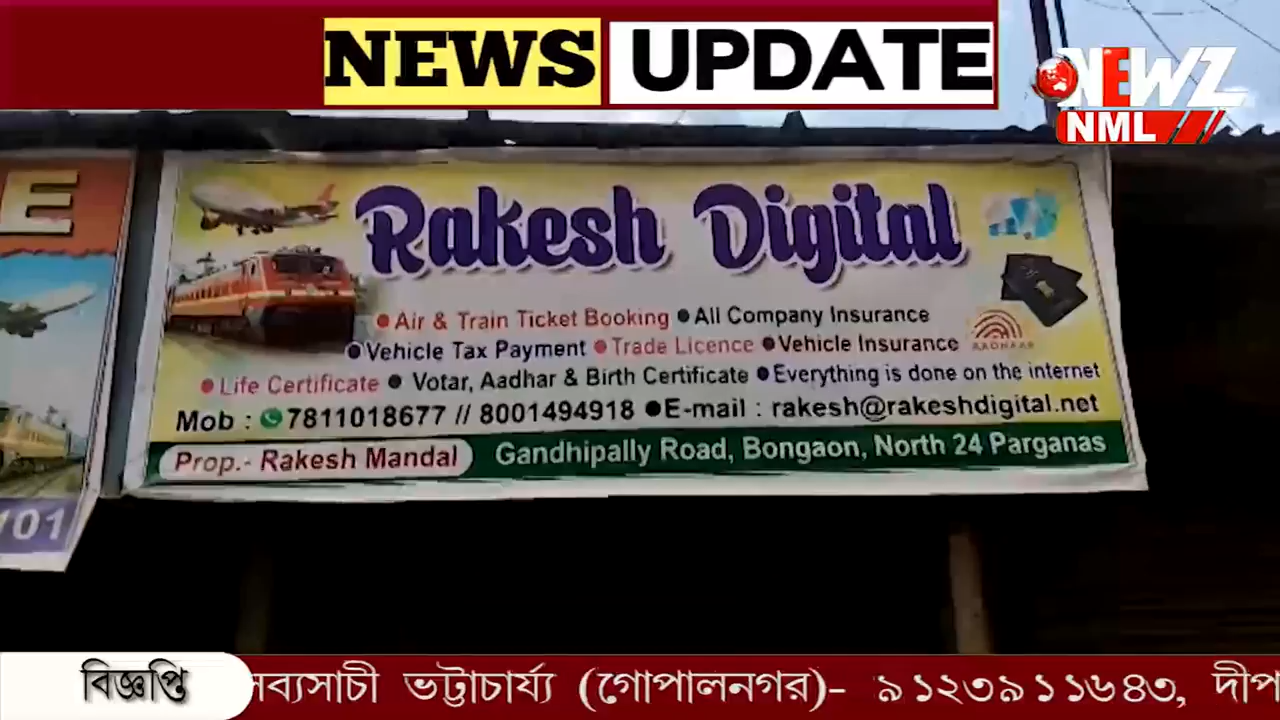 NEWS UPDATE
NEWZ
NML
E
Rakesh Digital
● Air & Train Ticket Booking ● All Company Insurance
● Vehicle Tax Payment ● Trade Licence ● Vehicle Insurance
AADHAAR
● Life Certificate ● Votar, Aadhar & Birth Certificate ● Everything is done on the internet
Mob : 7811018677 // 8001494918 ● E-mail : rakesh@rakeshdigital.net
Prop.- Rakesh Mandal Gandhipally Road, Bongaon, North 24 Parganas
101
বিজ্ঞপ্তি সব্যসাচী ভট্টাচার্য্য (গোপালনগর)- ৯১২৩৯১১৬৪৩, দীপ